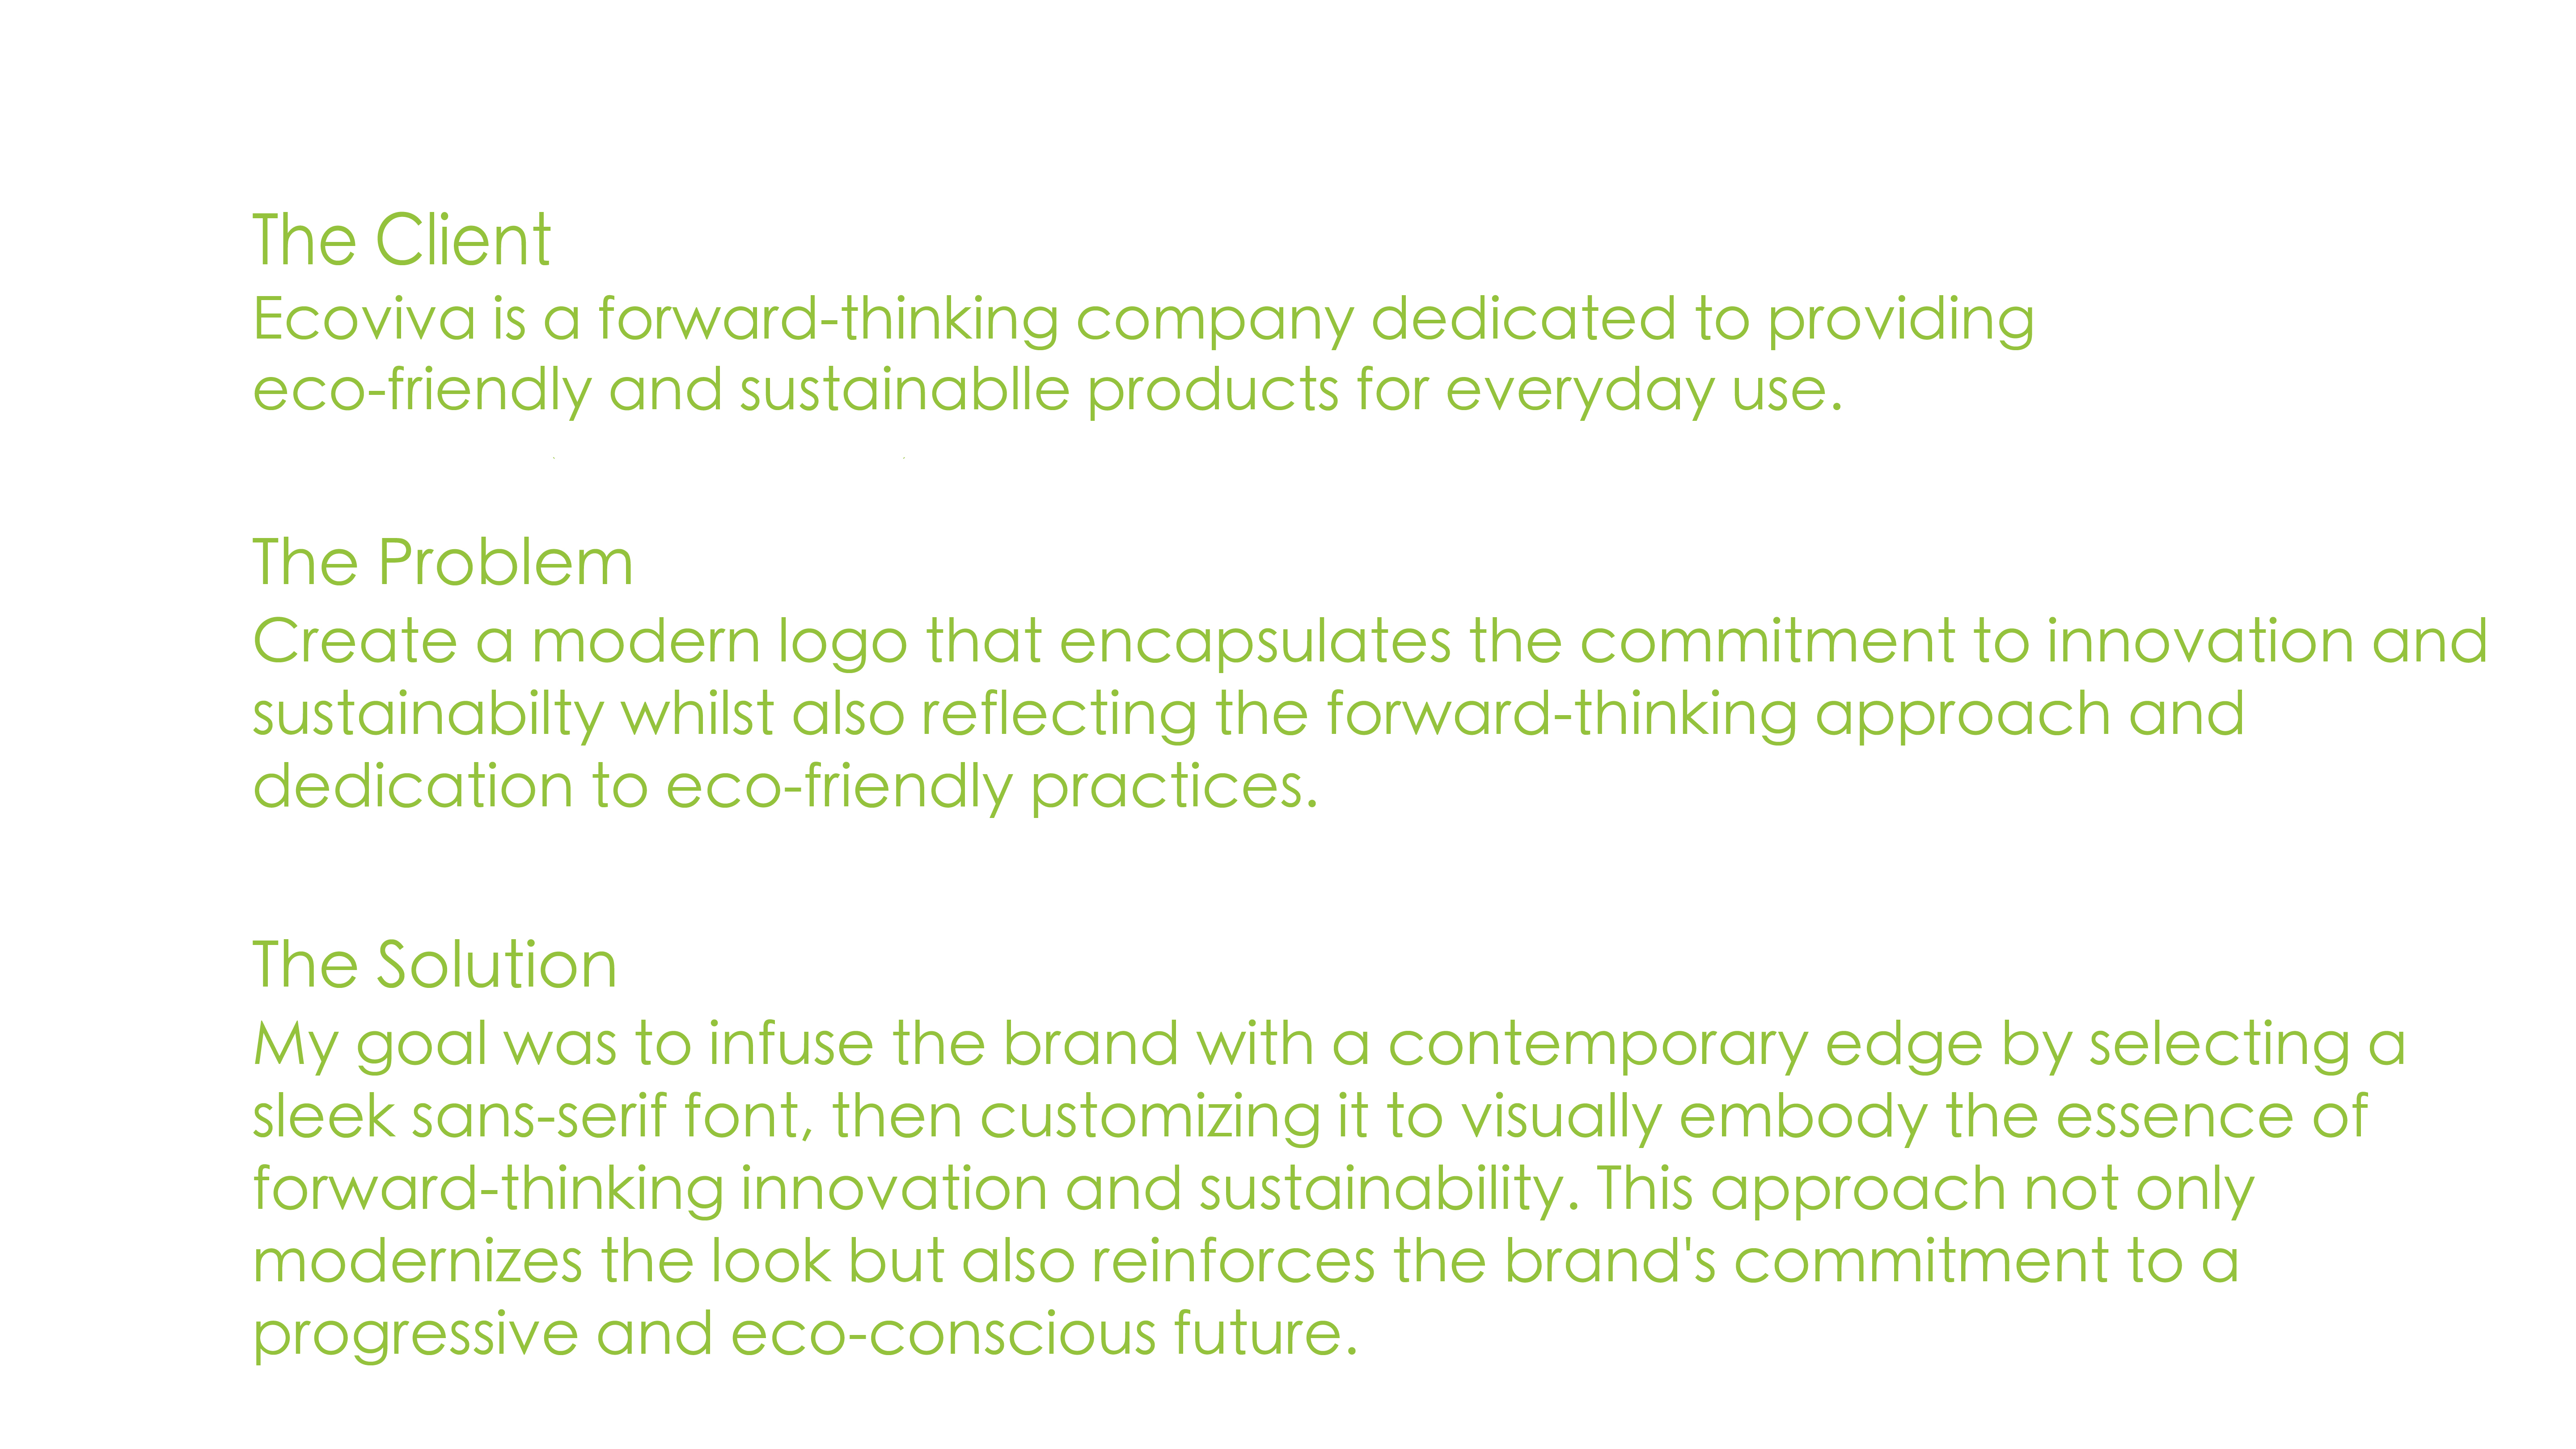 The Client
Ecoviva is a forward-thinking company dedicated to providing
eco-friendly and sustainablle products for everyday use.
The Problem
Create a modern logo that encapsulates the commitment to innovation and
sustainabilty whilst also reflecting the forward-thinking approach and
dedication to eco-friendly practices.
The Solution
My goal was to infuse the brand with a contemporary edge by selecting a
sleek sans-serif font, then customizing it to visually embody the essence of
forward-thinking innovation and sustainability. This approach not only
modernizes the look but also reinforces the brand's commitment to a
progressive and eco-conscious future.